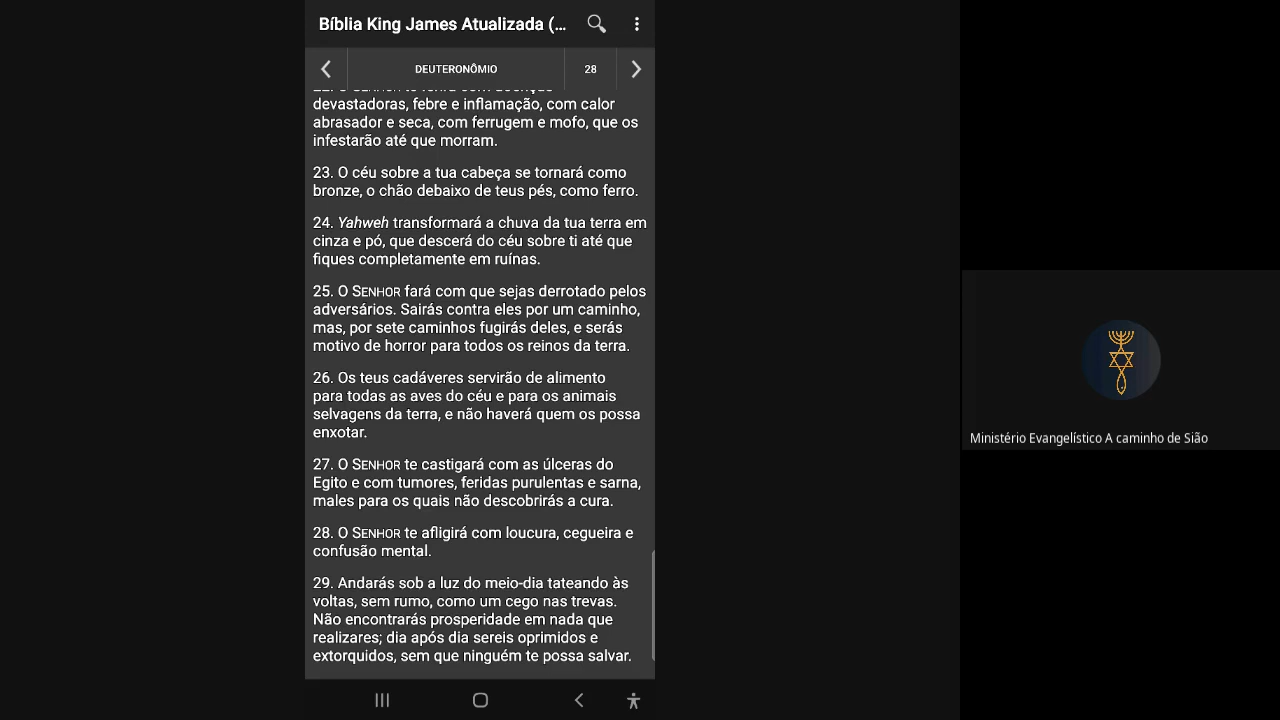 Bíblia King James Atualizada (...
DEUTERONÔMIO
28
devastadoras, febre e inflamação, com calor
abrasador e seca, com ferrugem e mofo, que os
infestarão até que morram.
23. O céu sobre a tua cabeça se tornará como
bronze, o chão debaixo de teus pés, como ferro.
24. Yahweh transformará a chuva da tua terra em
cinza e pó, que descerá do céu sobre ti até que
fiques completamente em ruínas.
25. O SENHOR fará com que sejas derrotado pelos
adversários. Sairás contra eles por um caminho,
mas, por sete caminhos fugirás deles, e serás
motivo de horror para todos os reinos da terra.
26. Os teus cadáveres servirão de alimento
para todas as aves do céu e para os animais
selvagens da terra, e não haverá quem os possa
enxotar.
27. O SENHOR te castigará com as úlceras do
Egito e com tumores, feridas purulentas e sarna,
males para os quais não descobrirás a cura.
28. O SENHOR te afligirá com loucura, cegueira e
confusão mental.
29. Andarás sob a luz do meio-dia tateando às
voltas, sem rumo, como um cego nas trevas.
Não encontrarás prosperidade em nada que
realizares; dia após dia sereis oprimidos e
extorquidos, sem que ninguém te possa salvar.
Ministério Evangelístico A caminho de Sião